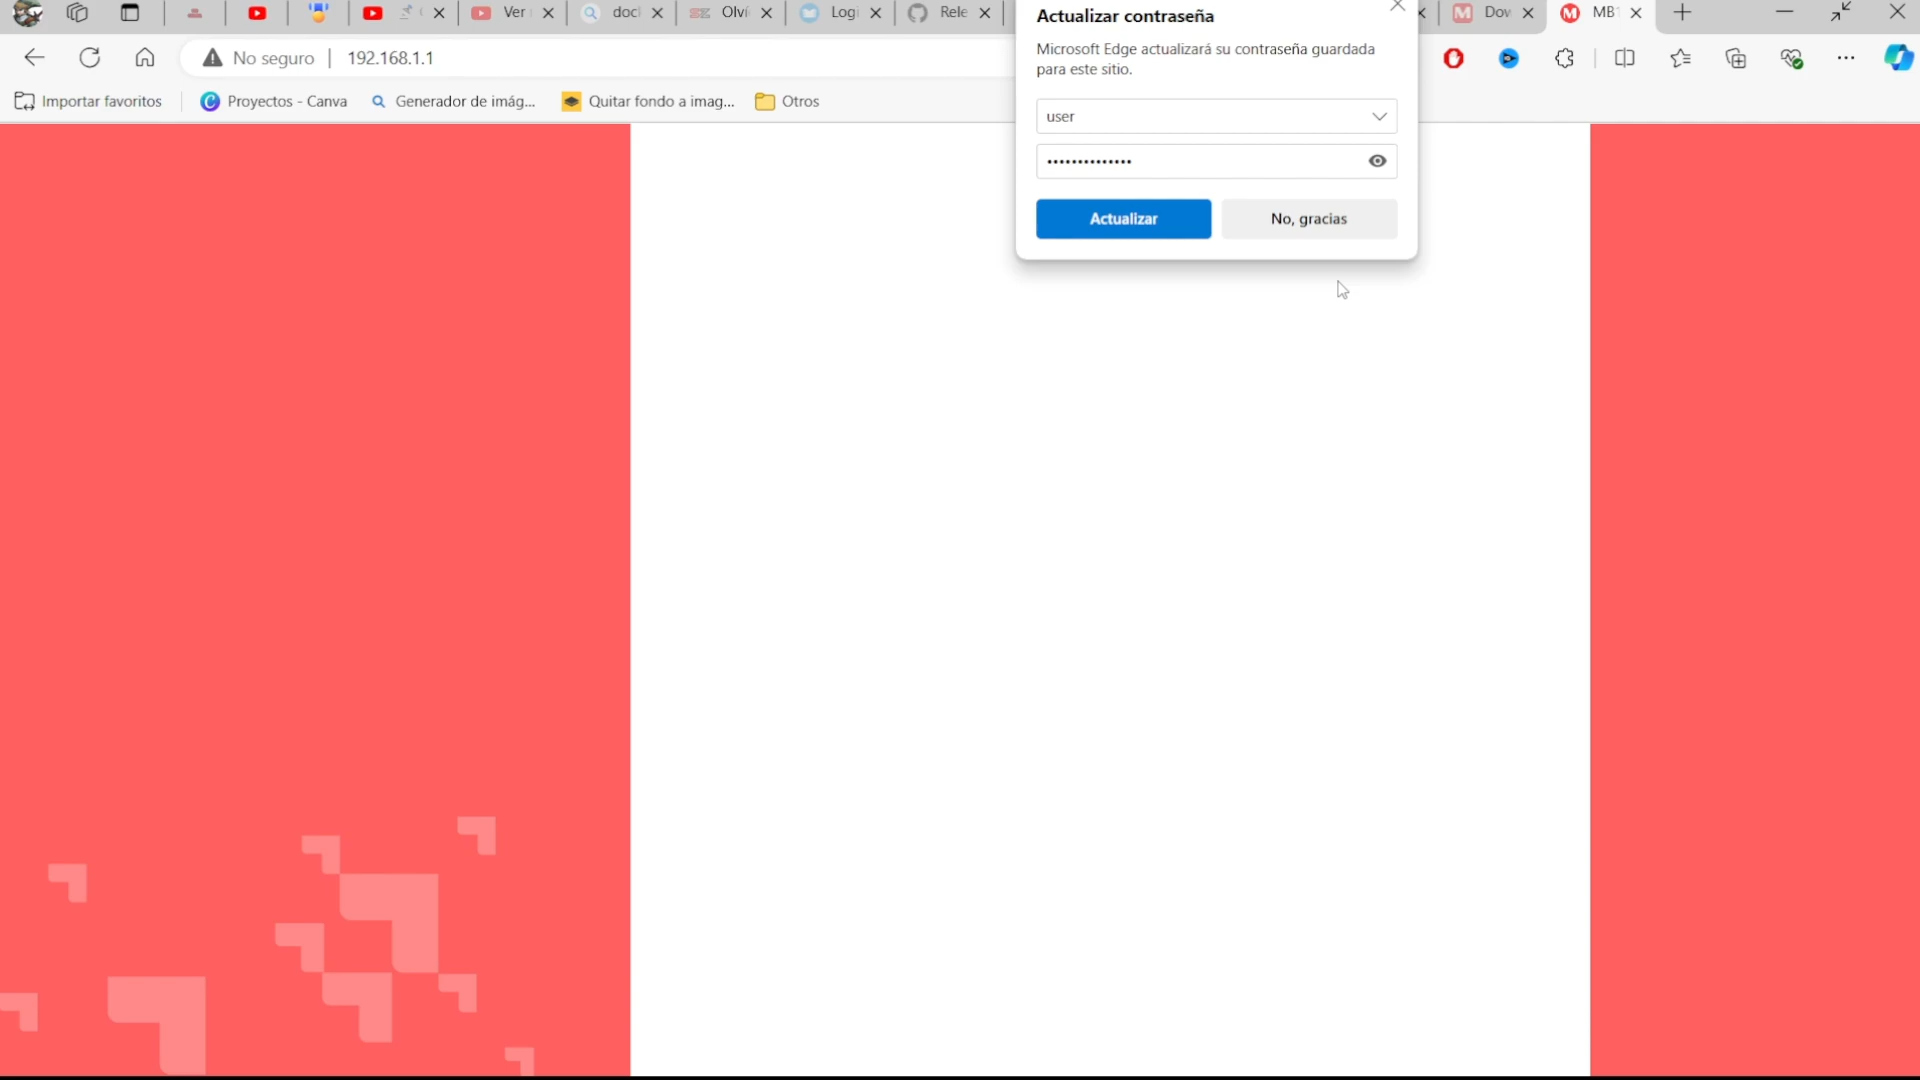 Ver
doc
Olví
Logi
Rele
Dov
MB
No seguro | 192.168.1.1
Importar favoritos
Proyectos - Canva
Generador de imág...
Quitar fondo a imag...
Otros
Actualizar contraseña
Microsoft Edge actualizará su contraseña guardada
para este sitio.
user
••••••••••••••
Actualizar
No, gracias